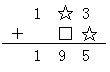 1 ☆ 3
+ □ ☆
1 9 5